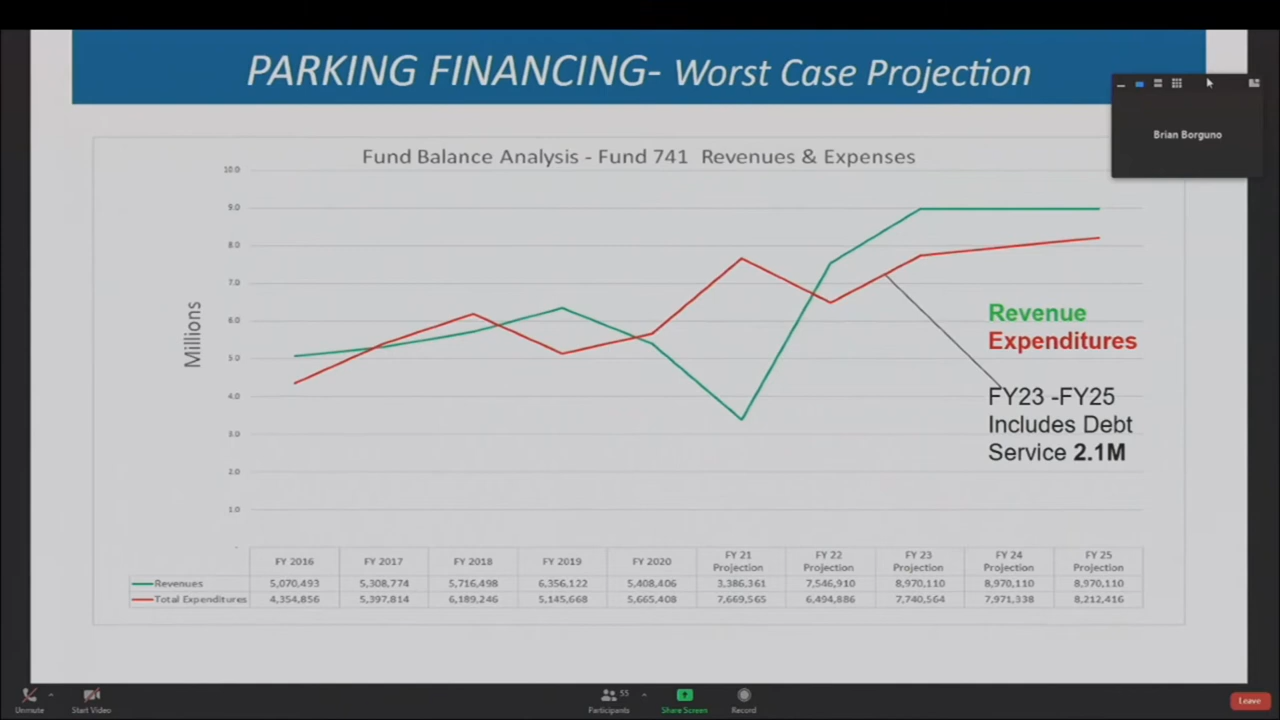 PARKING FINANCING- Worst Case Projection
Brian Borguno
Fund Balance Analysis - Fund 741 Revenues & Expenses
10.0
9.0
8.0
7.0
6.0
5.0
4.0
3.0
2.0
1.0
-
Millions
Revenue
Expenditures
FY23 -FY25
Includes Debt
Service 2.1M
FY 2016 FY 2017 FY 2018 FY 2019 FY 2020 FY 21 Projection FY 22 Projection FY 23 Projection FY 24 Projection FY 25 Projection
Revenues 5,070,493 5,308,774 5,716,498 6,356,122 5,408,406 3,386,361 7,546,910 8,970,110 8,970,110 8,970,110
Total Expenditures 4,354,856 5,397,814 6,189,246 5,145,668 5,665,408 7,669,565 6,494,886 7,740,564 7,971,338 8,212,416
Unmute Start Video Participants 55 Share Screen Record Leave